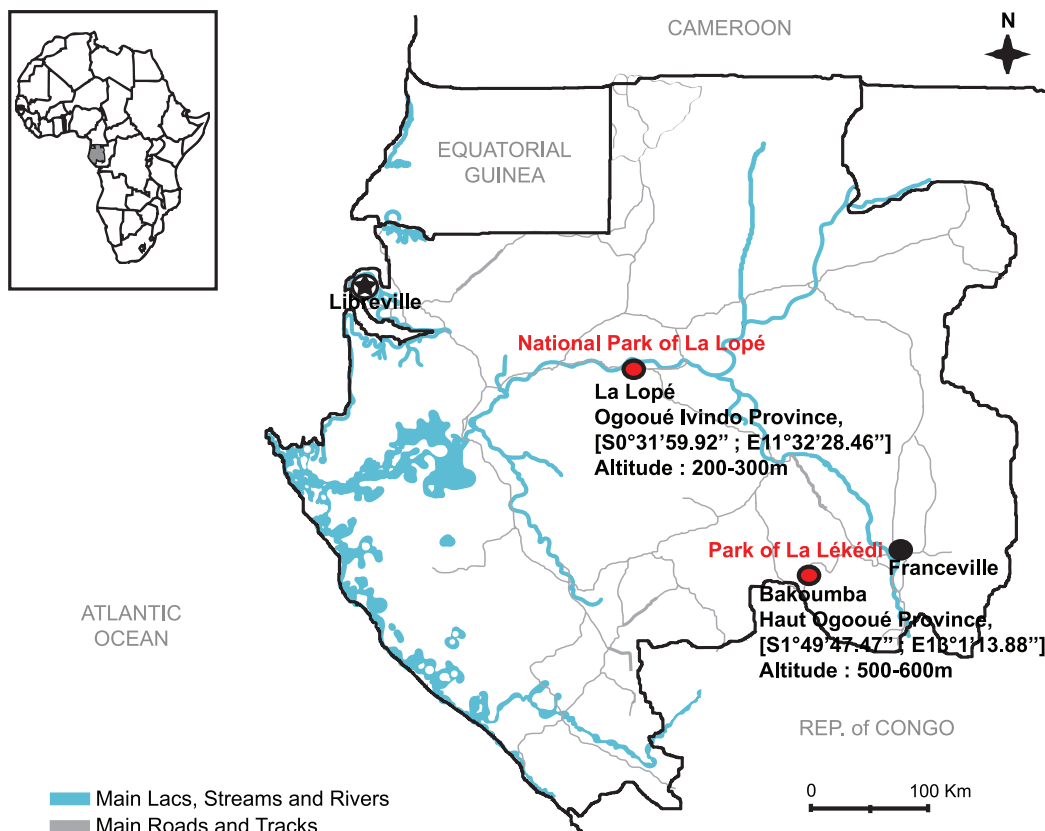 CAMEROON
N
EQUATORIAL
GUINEA
Libreville
National Park of La Lopé
La Lopé
Ogooué Ivindo Province,
[S0°31’59.92” ; E11°32’28.46”]
Altitude : 200-300m
Park of La Lékédi
Franceville
Bakoumba
Haut Ogooué Province,
[S1°49’47.47” ; E13°1’13.88”]
Altitude : 500-600m
ATLANTIC
OCEAN
REP. of CONGO
Main Lacs, Streams and Rivers
Main Roads and Tracks
0 100 Km